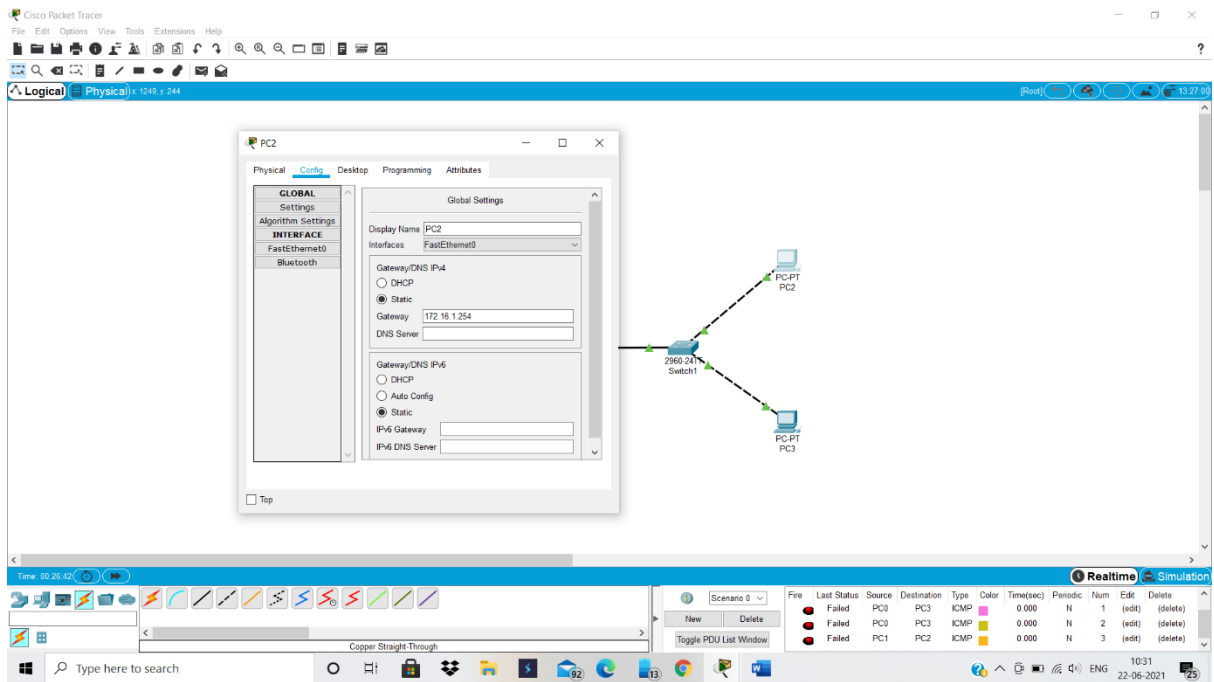 Cisco Packet Tracer
File Edit Options View Tools Extensions Help
?
Logical Physical x: 1249, y: 244 [Root] 13:27:00
PC2
Physical Config Desktop Programming Attributes
GLOBAL
Settings
Algorithm Settings
INTERFACE
FastEthernet0
Bluetooth
Global Settings
Display Name PC2
Interfaces FastEthernet0
Gateway/DNS IPv4
DHCP
Static
Gateway 172.16.1.254
DNS Server
Gateway/DNS IPv6
DHCP
Auto Config
Static
IPv6 Gateway
IPv6 DNS Server
Top
PC-PT
PC2
2960-24TT
Switch1
PC-PT
PC3
Time: 00:26:42 Realtime Simulation
Copper Straight-Through
Scenario 0
New Delete
Toggle PDU List Window
Fire Last Status Source Destination Type Color Time(sec) Periodic Num Edit Delete
Failed PC0 PC3 ICMP 0.000 N 1 (edit) (delete)
Failed PC0 PC3 ICMP 0.000 N 2 (edit) (delete)
Failed PC1 PC2 ICMP 0.000 N 3 (edit) (delete)
Type here to search
92
13
ENG
10:31
22-06-2021
25